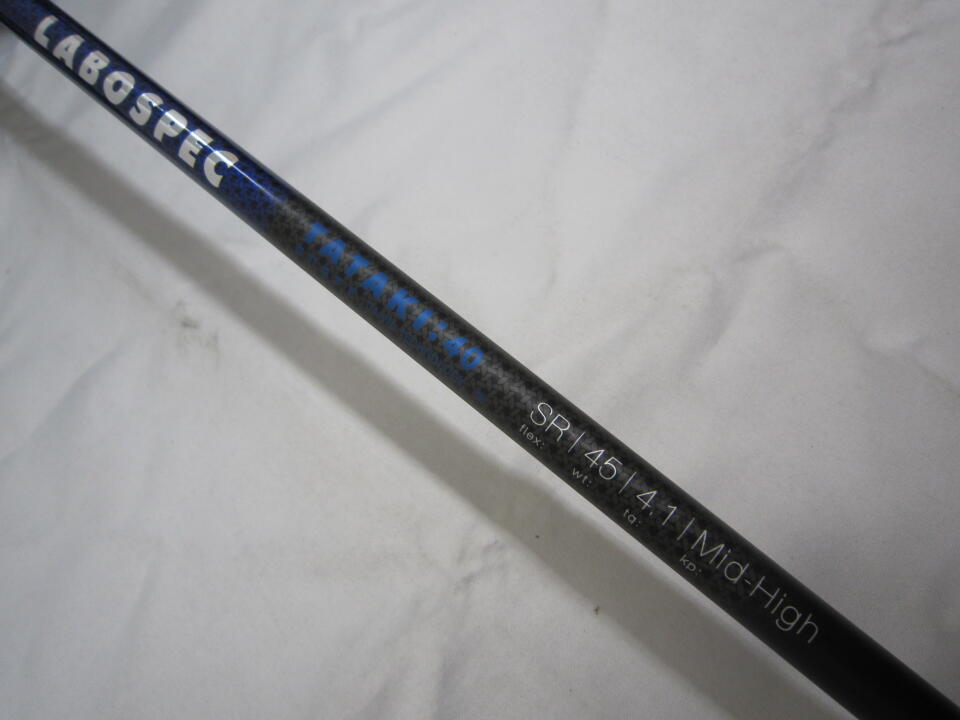 LABOSPEC
TATAKI:40
SR | 45 | 4.1 | Mid-High
flex: wt: tq: kp: